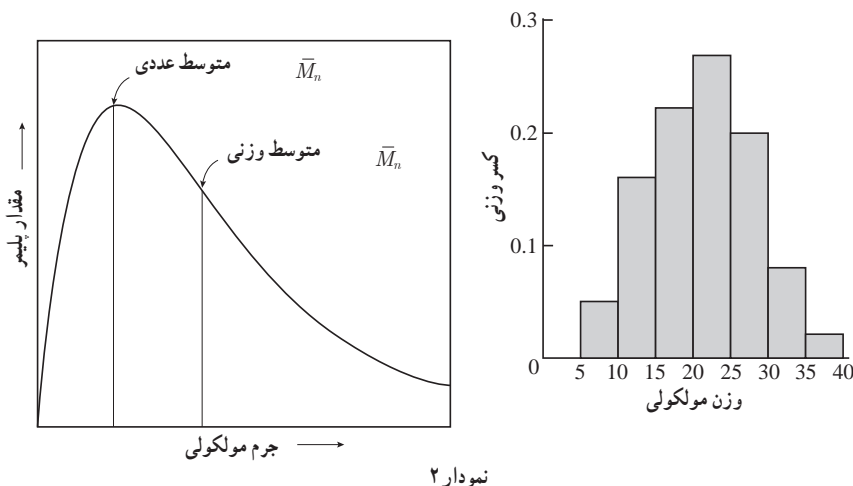 متوسط عددی
M̄n
متوسط وزنی
M̄n
مقدار پلیمر
جرم مولکولی
0.3
0.2
0.1
0
کسر وزنی
5 10 15 20 25 30 35 40
وزن مولکولی
نمودار ۲